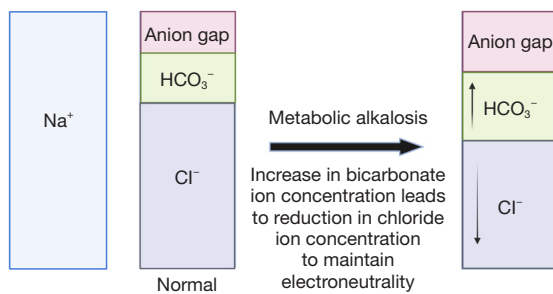 Na⁺
Anion gap
HCO₃⁻
Cl⁻
Normal
Metabolic alkalosis
Increase in bicarbonate
ion concentration leads
to reduction in chloride
ion concentration
to maintain
electroneutrality
Anion gap
HCO₃⁻
Cl⁻